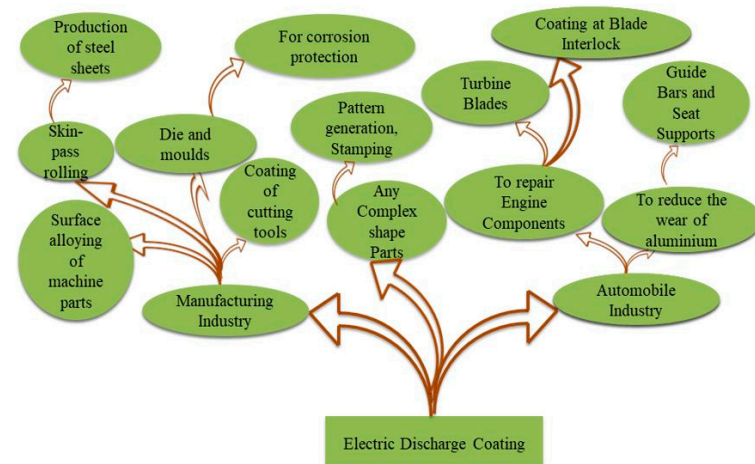 Production
of steel
sheets
For corrosion
protection
Coating at Blade
Interlock
Turbine
Blades
Guide
Bars and
Seat
Supports
Pattern
generation,
Stamping
Skin-
pass
rolling
Die and
moulds
Coating
of
cutting
tools
Any
Complex
shape
Parts
To repair
Engine
Components
To reduce the
wear of
aluminium
Surface
alloying
of
machine
parts
Manufacturing
Industry
Automobile
Industry
Electric Discharge Coating